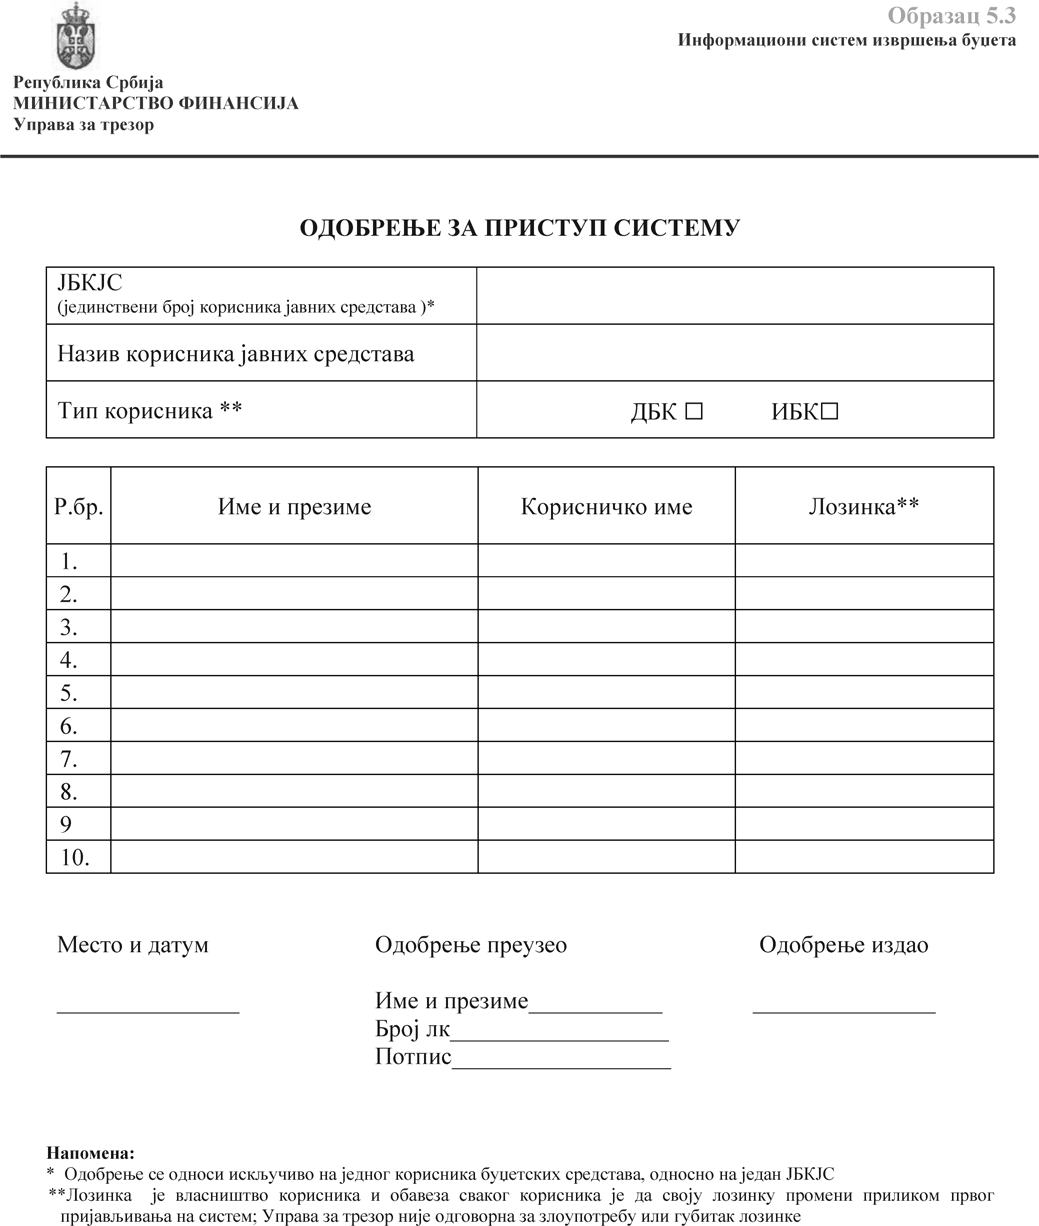 Образац 5.3
Информациони систем извршења буџета
Република Србија
МИНИСТАРСТВО ФИНАНСИЈА
Управа за трезор
ОДОБРЕЊЕ ЗА ПРИСТУП СИСТЕМУ
ЈБКЈС
(јединствени број корисника јавних средстава )*
Назив корисника јавних средстава
Тип корисника ** ДБК ☐ ИБК☐
Р.бр. Име и презиме Корисничко име Лозинка**
1.
2.
3.
4.
5.
6.
7.
8.
9
10.
Место и датум Одобрење преузео Одобрење издао
_______________ Име и презиме___________ _______________
Број лк__________________
Потпис__________________
Напомена:
* Одобрење се односи искључиво на једног корисника буџетских средстава, односно на један ЈБКЈС
**Лозинка је власништво корисника и обавеза сваког корисника је да своју лозинку промени приликом првог
пријављивања на систем; Управа за трезор није одговорна за злоупотребу или губитак лозинке